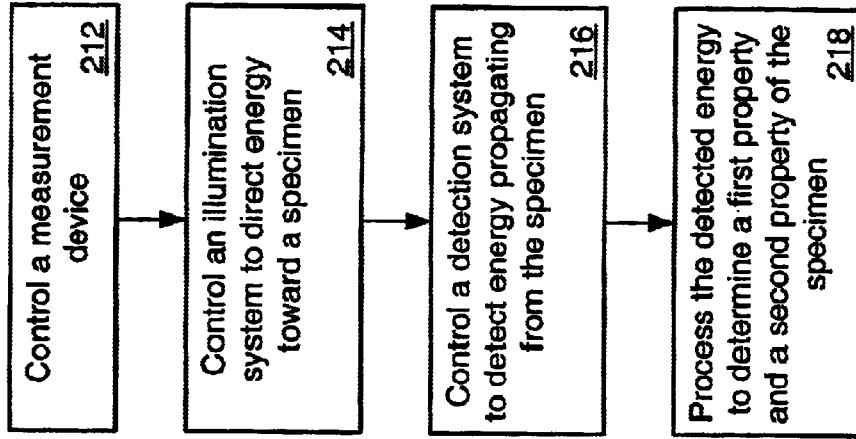 Control a measurement
device
212
Control an illumination
system to direct energy
toward a specimen
214
Control a detection system
to detect energy propagating
from the specimen
216
Process the detected energy
to determine a first property
and a second property of the
specimen
218